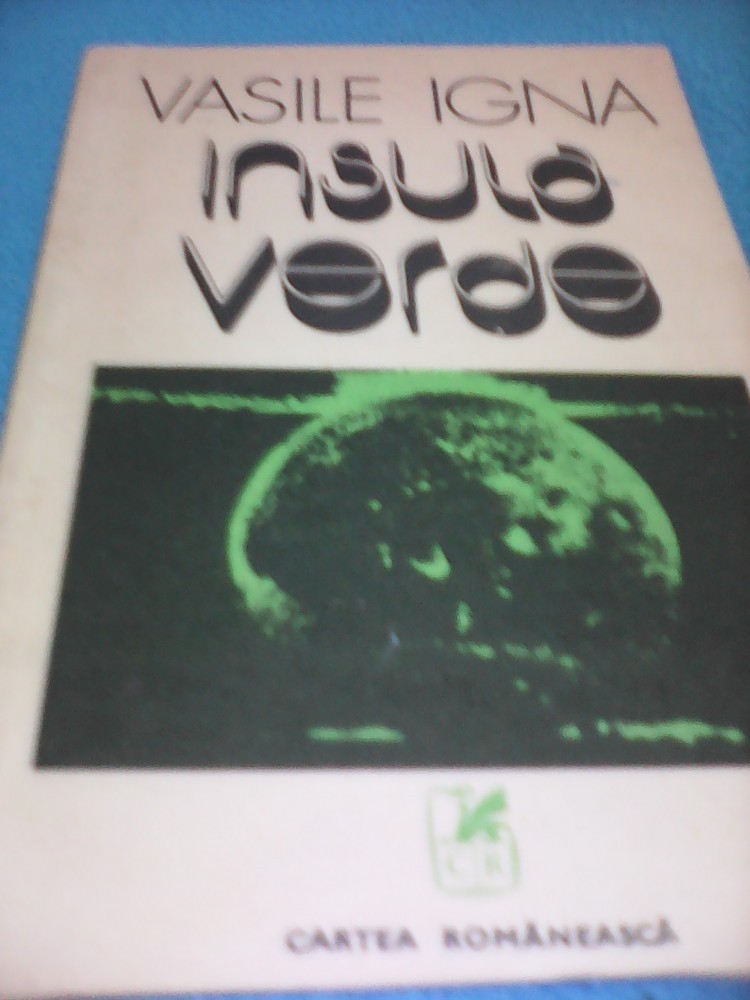 VASILE IGNA
insula
verde
CR
CARTEA ROMÂNEASCĂ